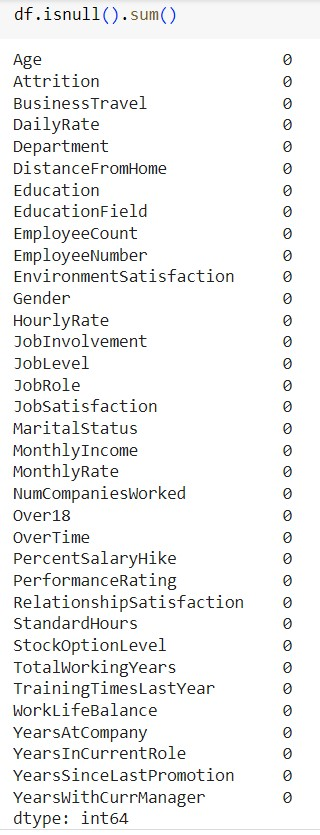 df.isnull().sum()
Age 0
Attrition 0
BusinessTravel 0
DailyRate 0
Department 0
DistanceFromHome 0
Education 0
EducationField 0
EmployeeCount 0
EmployeeNumber 0
EnvironmentSatisfaction 0
Gender 0
HourlyRate 0
JobInvolvement 0
JobLevel 0
JobRole 0
JobSatisfaction 0
MaritalStatus 0
MonthlyIncome 0
MonthlyRate 0
NumCompaniesWorked 0
Over18 0
OverTime 0
PercentSalaryHike 0
PerformanceRating 0
RelationshipSatisfaction 0
StandardHours 0
StockOptionLevel 0
TotalWorkingYears 0
TrainingTimesLastYear 0
WorkLifeBalance 0
YearsAtCompany 0
YearsInCurrentRole 0
YearsSinceLastPromotion 0
YearsWithCurrManager 0
dtype: int64